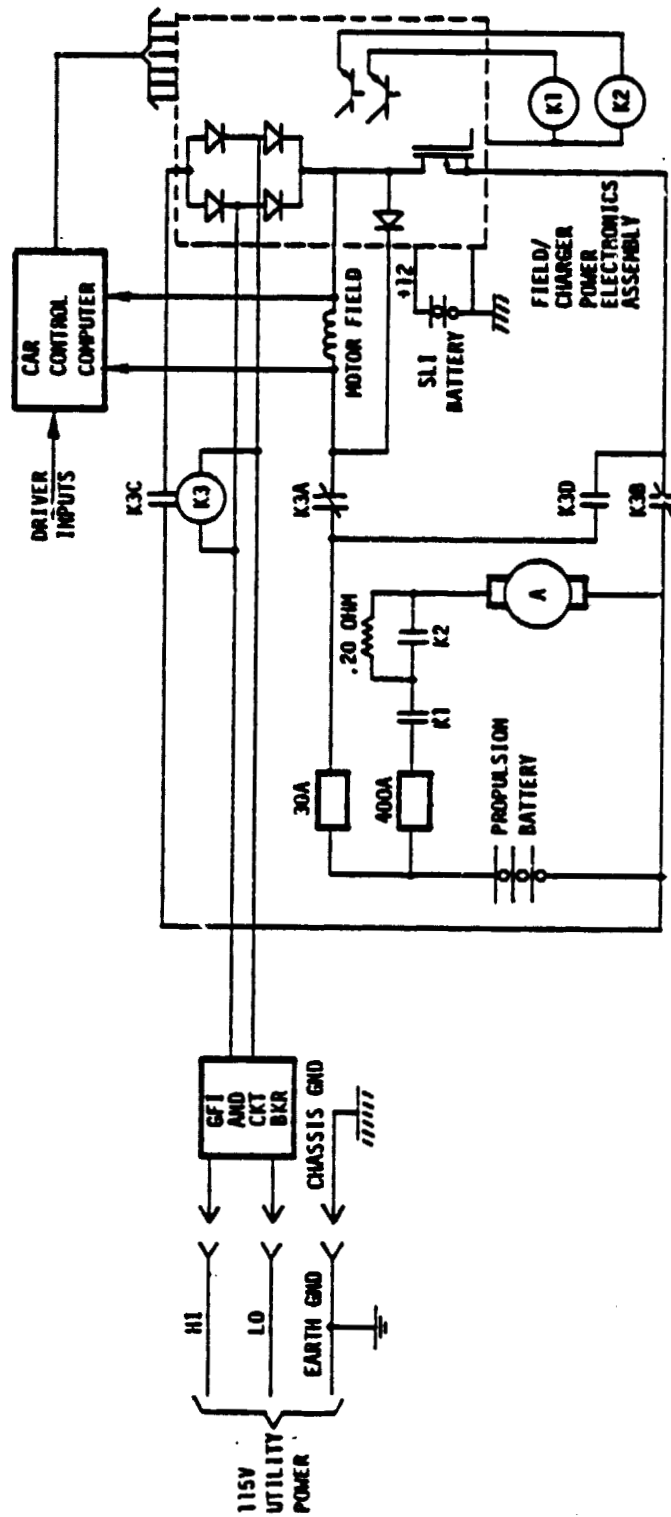 115V
UTILITY
POWER
HI
LO
EARTH GND
CHASSIS GND
GFI
AND
CKT
BKR
DRIVER
INPUTS
CAR
CONTROL
COMPUTER
K3C
K3
K3A
MOTOR FIELD
30A
400A
K1
K2
.20 OHM
PROPULSION
BATTERY
A
K3D
K3B
+12
SLI
BATTERY
FIELD/
CHARGER
POWER
ELECTRONICS
ASSEMBLY
K1
K2